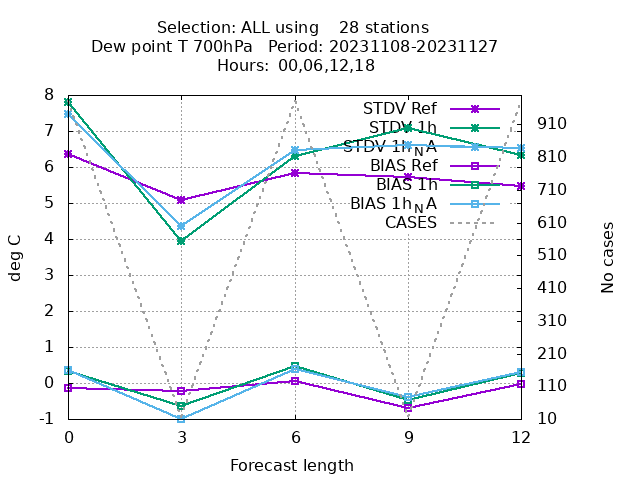 Selection: ALL using    28 stations
Dew point T 700hPa   Period: 20231108-20231127
Hours:  00,06,12,18
STDV Ref
STDV 1h
STDV 1h_NA
BIAS Ref
BIAS 1h
BIAS 1h_NA
CASES
8
7
6
5
4
3
2
1
0
-1
910
810
710
610
510
410
310
210
110
10
0 3 6 9 12
deg C
No cases
Forecast length